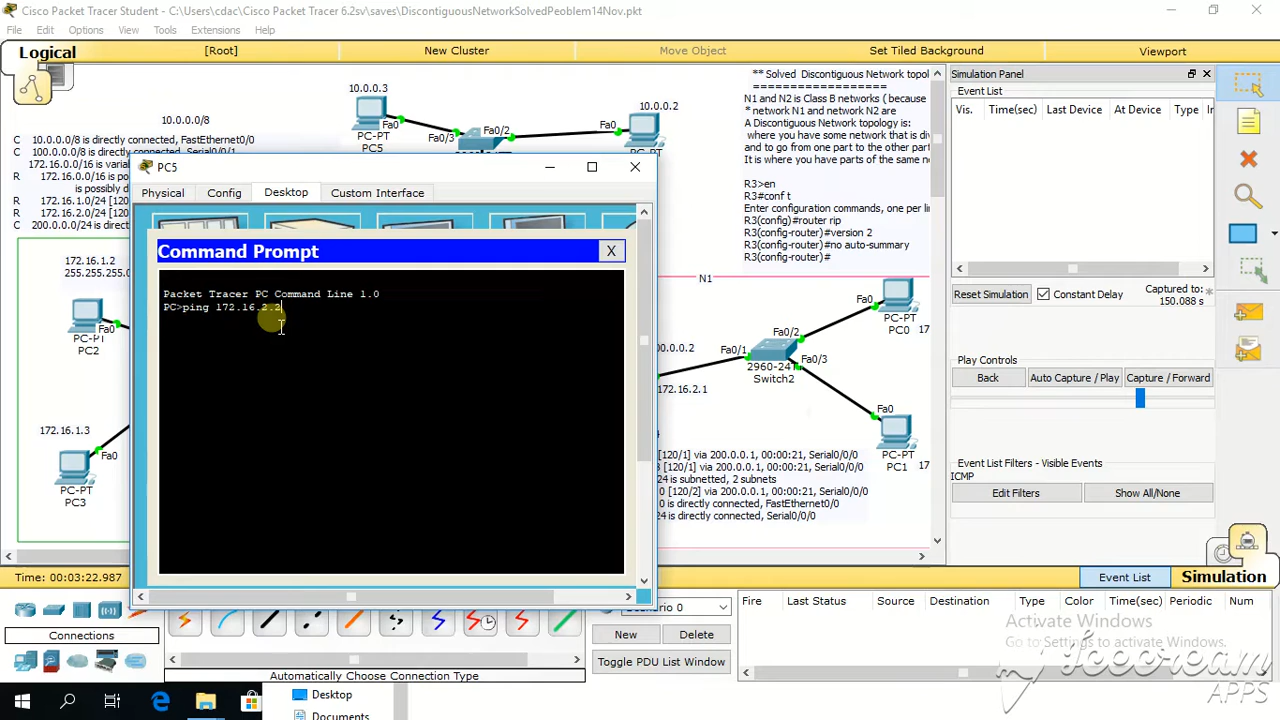 Cisco Packet Tracer Student - C:\Users\cdac\Cisco Packet Tracer 6.2sv\saves\DiscontiguousNetworkSolvedPeoblem14Nov.pkt
File Edit Options View Tools Extensions Help
Logical [Root] New Cluster Move Object Set Tiled Background Viewport
10.0.0.0/8
C 10.0.0.0/8 is directly connected, FastEthernet0/0
C 100.0.0.0/8 is directly connected, Serial0/0/1
172.16.0.0/16 is variab
R 172.16.0.0/16 is po
is possibly d
R 172.16.1.0/24 [120/1]
R 172.16.2.0/24 [120/1]
C 200.0.0.0/24 is directl
10.0.0.3
PC-PT
PC5
Fa0
Fa0/3
Fa0/2
10.0.0.2
Fa0
PC-PT
** Solved Discontiguous Network topol
==================
N1 and N2 is Class B networks ( because
* network N1 and network N2 are
A Discontiguous Network topology is:
where you have some network that is div
and to go from one part to the other part
It is where you have parts of the same n
R3>en
R3#conf t
Enter configuration commands, one per lin
R3(config)#router rip
R3(config-router)#version 2
R3(config-router)#no auto-summary
R3(config-router)#
172.16.1.2
255.255.255.0
Fa0
PC-PT
PC2
172.16.1.3
Fa0
PC-PT
PC3
PC5
Physical Config Desktop Custom Interface
Command Prompt X
Packet Tracer PC Command Line 1.0
PC>ping 172.16.2.2
N1
Fa0
PC-PT
PC0
Fa0/2
00.0.0.2
Fa0/1
Fa0/3
2960-24T
Switch2
172.16.2.1
17
Fa0
PC-PT
PC1
17
[120/1] via 200.0.0.1, 00:00:21, Serial0/0/0
[120/1] via 200.0.0.1, 00:00:21, Serial0/0/0
24 is subnetted, 2 subnets
0 [120/2] via 200.0.0.1, 00:00:21, Serial0/0/0
is directly connected, FastEthernet0/0
24 is directly connected, Serial0/0/0
Simulation Panel
Event List
Vis. Time(sec) Last Device At Device Type
Reset Simulation Constant Delay Captured to:
150.088 s
Play Controls
Back Auto Capture / Play Capture / Forward
Event List Filters - Visible Events
ICMP
Edit Filters Show All/None
Time: 00:03:22.987
Event List Simulation
Connections
Automatically Choose Connection Type
Scenario 0
New Delete
Toggle PDU List Window
Fire Last Status Source Destination Type Color Time(sec) Periodic Num
Activate Windows
Go to Settings to activate Windows.
Icecream
APPS
Desktop
Documents